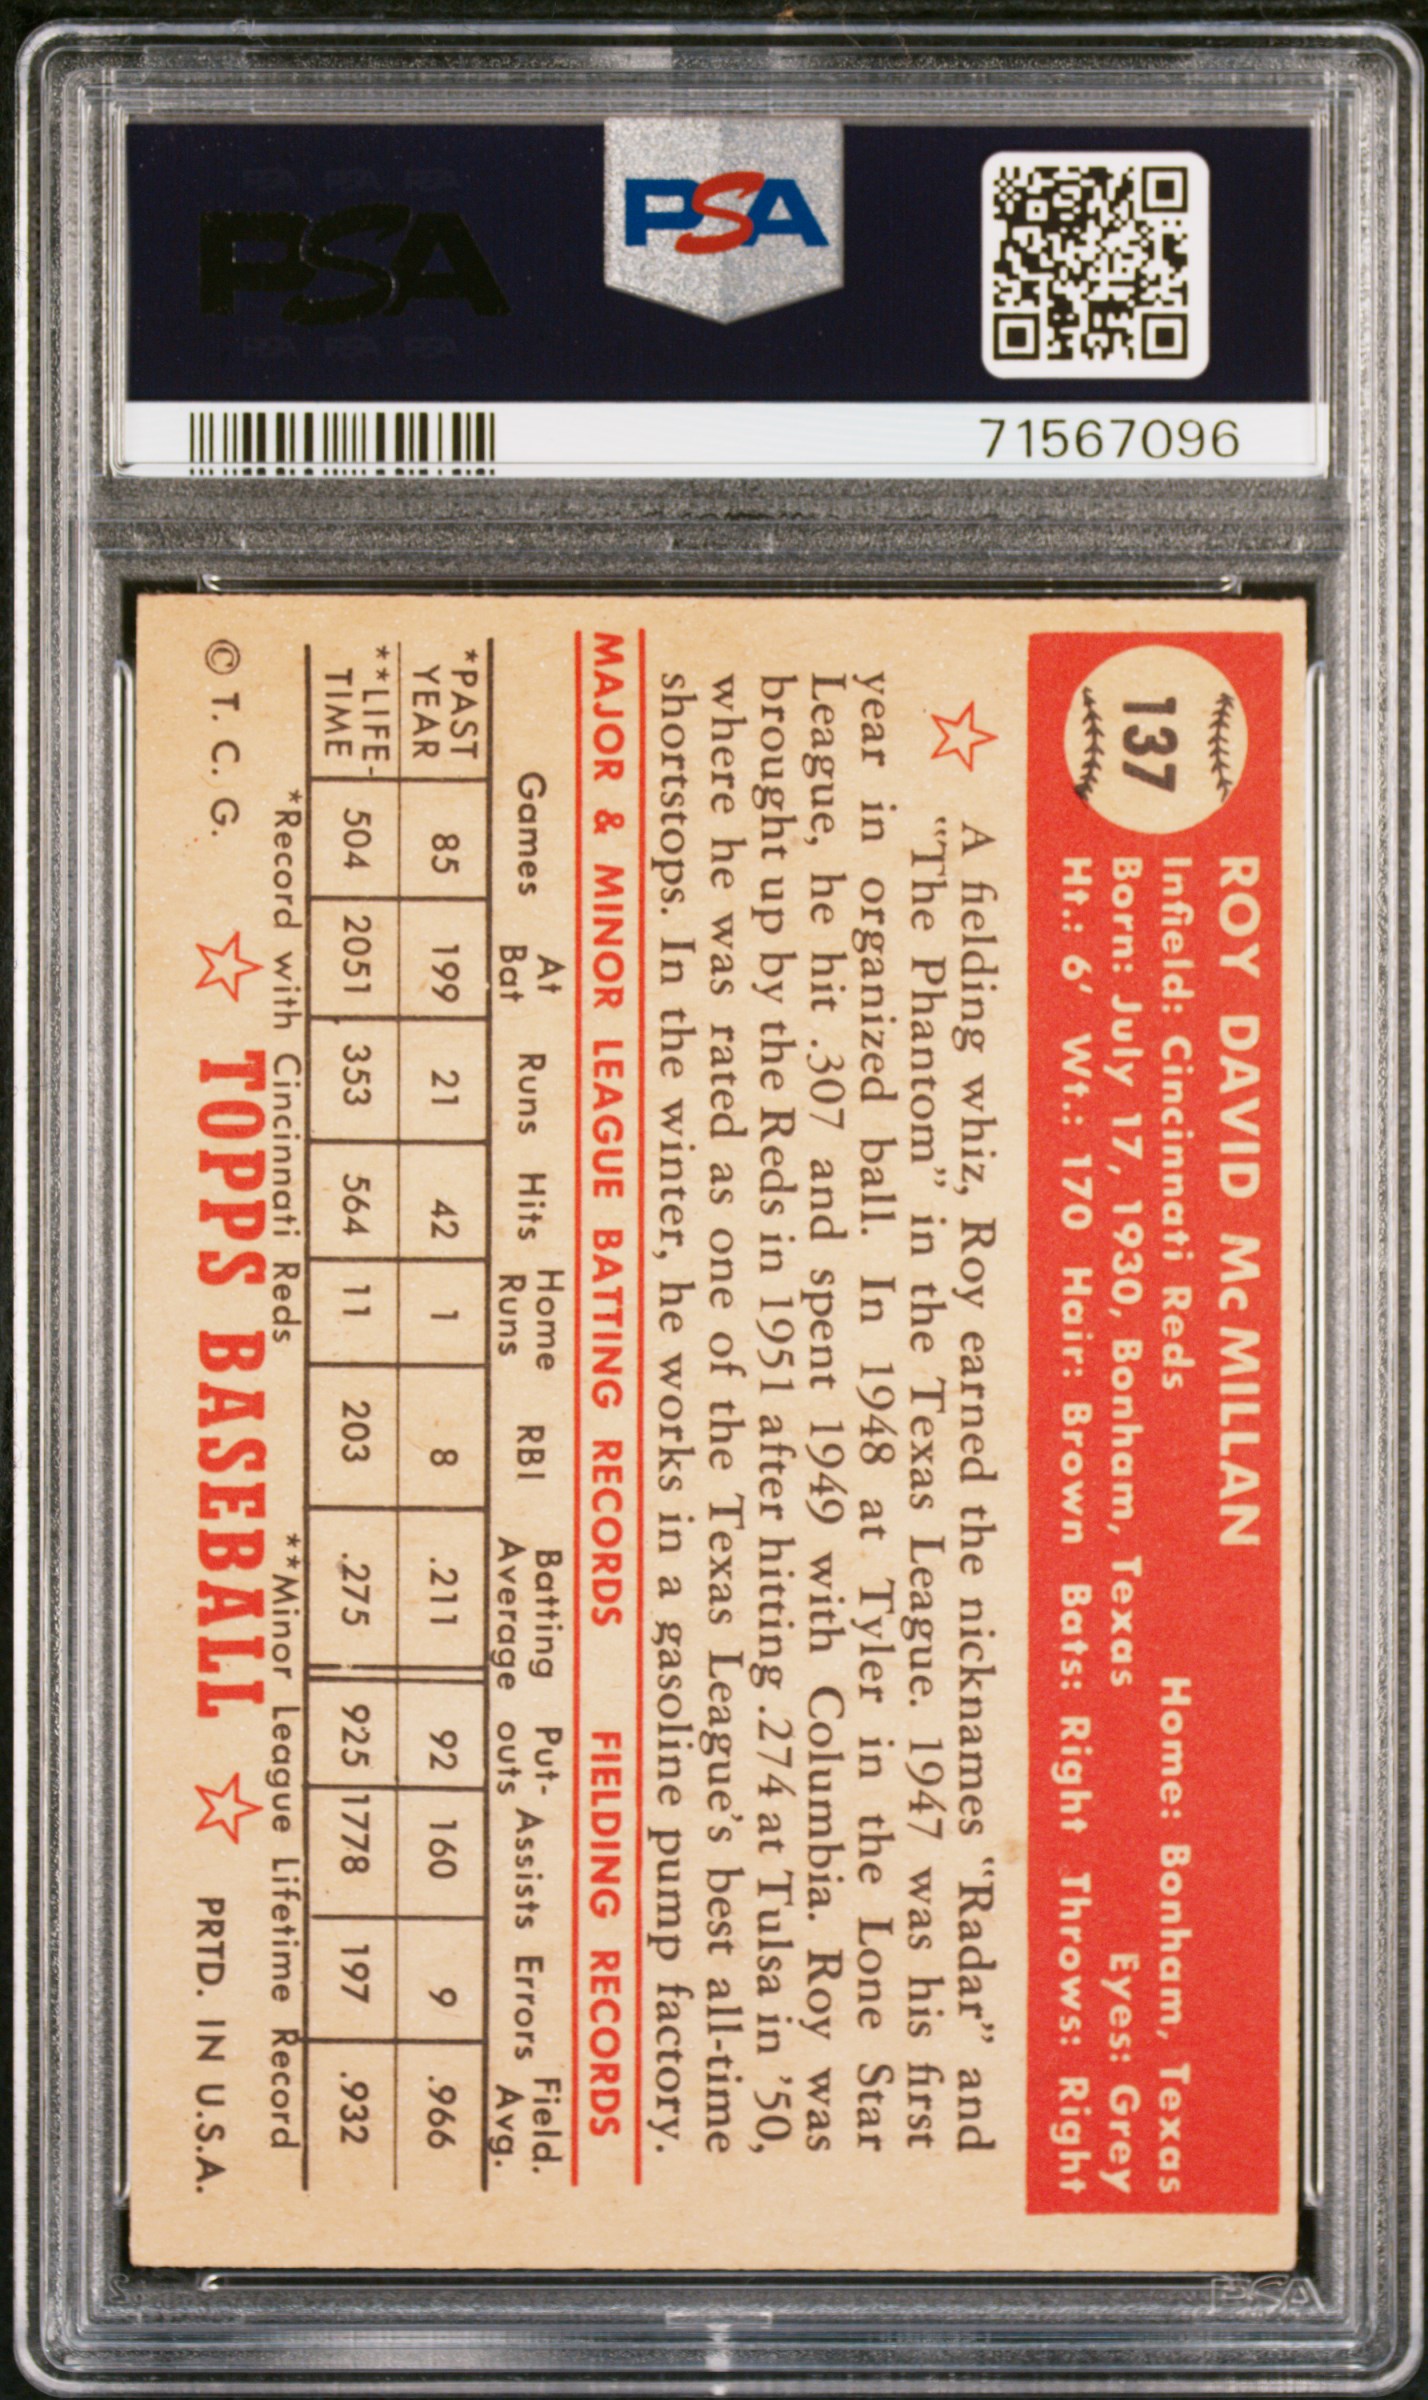 PSA
PSA
71567096
137
ROY DAVID Mc MILLAN
Infield: Cincinnati Reds Home: Bonham, Texas
Born: July 17, 1930, Bonham, Texas Eyes: Grey
Ht.: 6' Wt.: 170 Hair: Brown Bats: Right Throws: Right
A fielding whiz, Roy earned the nicknames "Radar" and
"The Phantom" in the Texas League. 1947 was his first
year in organized ball. In 1948 at Tyler in the Lone Star
League, he hit .307 and spent 1949 with Columbia. Roy was
brought up by the Reds in 1951 after hitting .274 at Tulsa in '50,
where he was rated as one of the Texas League's best all-time
shortstops. In the winter, he works in a gasoline pump factory.
MAJOR & MINOR LEAGUE BATTING RECORDS FIELDING RECORDS
Games At Bat Runs Hits Home Runs RBI Batting Average Put-outs Assists Errors Field. Avg.
*PAST YEAR 85 199 21 42 1 8 .211 92 160 9 .966
**LIFE-TIME 504 2051 353 564 11 203 .275 925 1778 197 .932
*Record with Cincinnati Reds **Minor League Lifetime Record
© T. C. G. TOPPS BASEBALL PRTD. IN U.S.A.
PSA